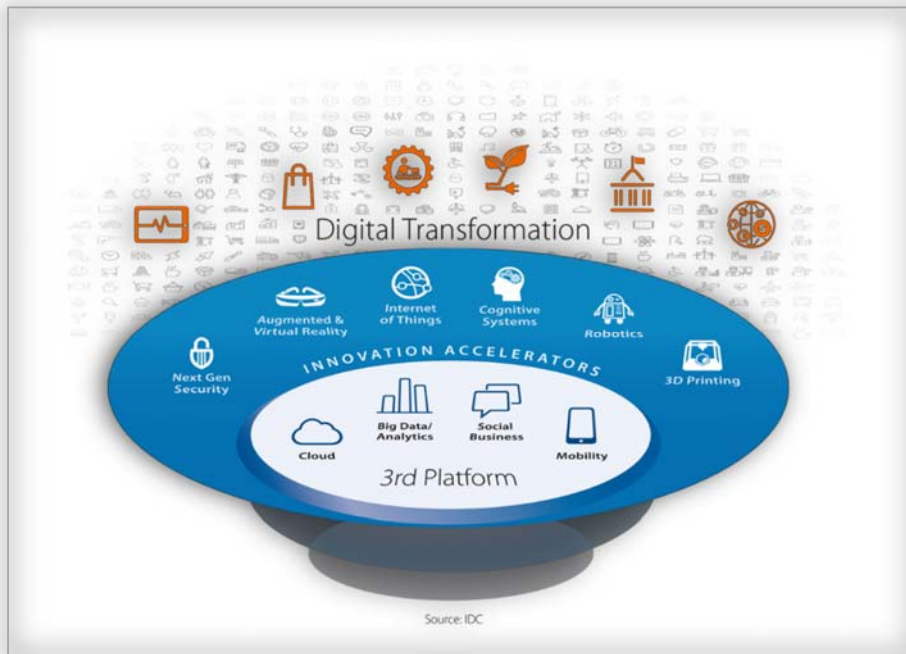 Digital Transformation
Augmented &
Virtual Reality
Internet
of Things
Cognitive
Systems
Robotics
Next Gen
Security
3D Printing
INNOVATION ACCELERATORS
Cloud
Big Data/
Analytics
Social
Business
Mobility
3rd Platform
Source: IDC